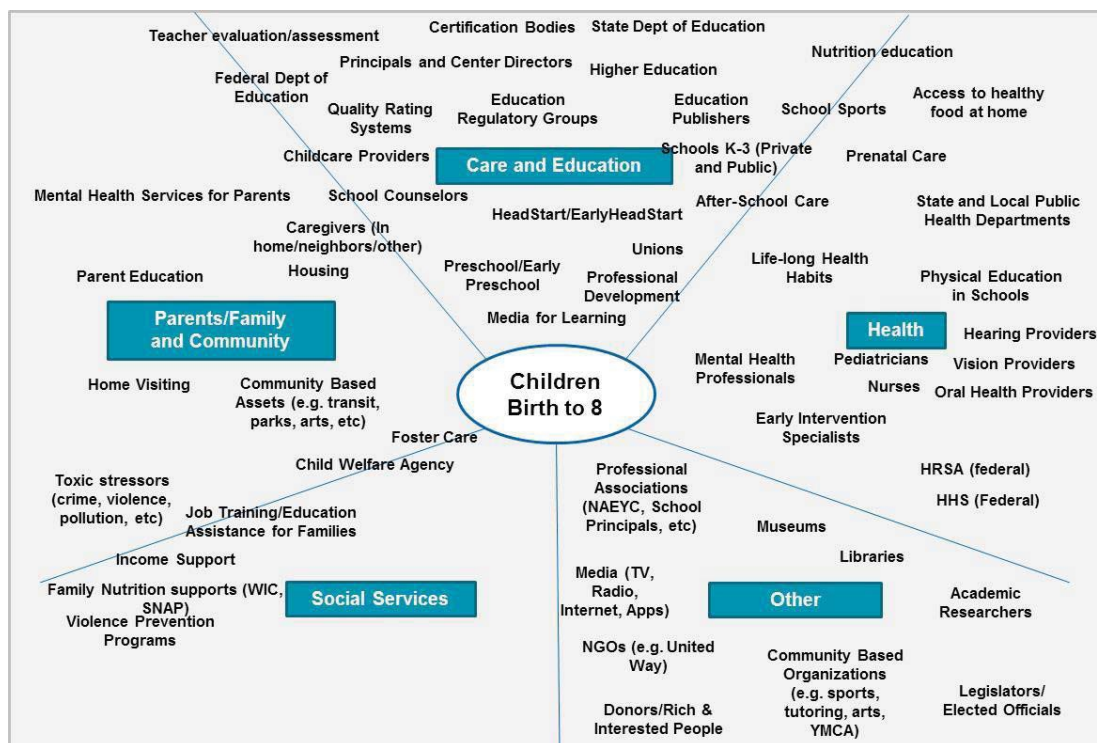 Teacher evaluation/assessment
Certification Bodies
State Dept of Education
Nutrition education
Principals and Center Directors
Higher Education
Federal Dept of
Education
Access to healthy
food at home
Quality Rating
Systems
Education
Regulatory Groups
Education
Publishers
School Sports
Childcare Providers
Care and Education
Schools K-3 (Private
and Public)
Prenatal Care
Mental Health Services for Parents
School Counselors
HeadStart/EarlyHeadStart
After-School Care
State and Local Public
Health Departments
Caregivers (In
home/neighbors/other)
Unions
Life-long Health
Habits
Parent Education
Housing
Preschool/Early
Preschool
Professional
Development
Physical Education
in Schools
Media for Learning
Parents/Family
and Community
Health
Hearing Providers
Mental Health
Professionals
Pediatricians
Vision Providers
Nurses
Oral Health Providers
Home Visiting
Community Based
Assets (e.g. transit,
parks, arts, etc)
Children
Birth to 8
Early Intervention
Specialists
Foster Care
Child Welfare Agency
Toxic stressors
(crime, violence,
pollution, etc)
Professional
Associations
(NAEYC, School
Principals, etc)
HRSA (federal)
HHS (Federal)
Job Training/Education
Assistance for Families
Museums
Income Support
Libraries
Family Nutrition supports (WIC,
SNAP)
Violence Prevention
Programs
Social Services
Media (TV,
Radio,
Internet, Apps)
Other
Academic
Researchers
NGOs (e.g. United
Way)
Community Based
Organizations
(e.g. sports,
tutoring, arts,
YMCA)
Legislators/
Elected Officials
Donors/Rich &
Interested People